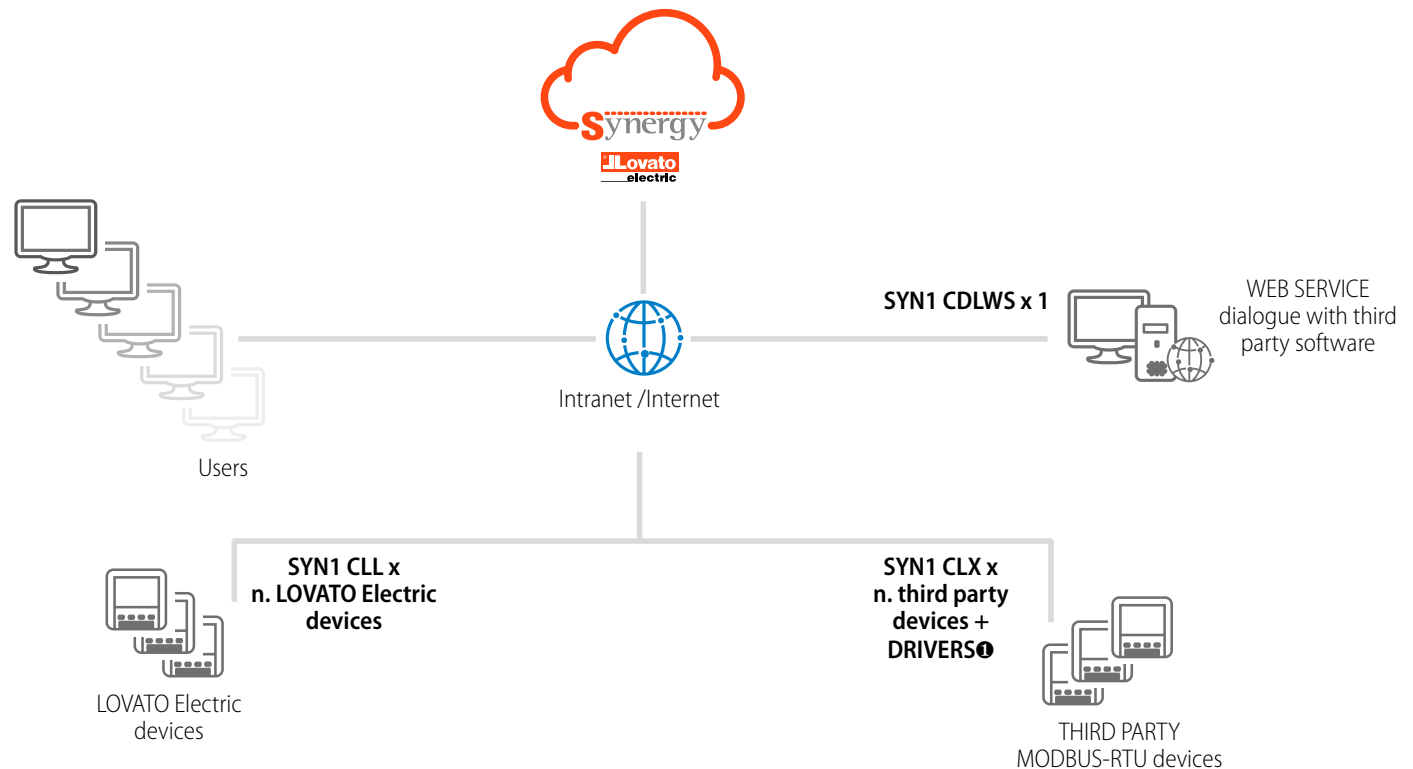 Synergy
Lovato
electric
SYN1 CDLWS x 1
WEB SERVICE
dialogue with third
party software
Intranet /Internet
Users
SYN1 CLL x
n. LOVATO Electric
devices
SYN1 CLX x
n. third party
devices +
DRIVERS❶
LOVATO Electric
devices
THIRD PARTY
MODBUS-RTU devices